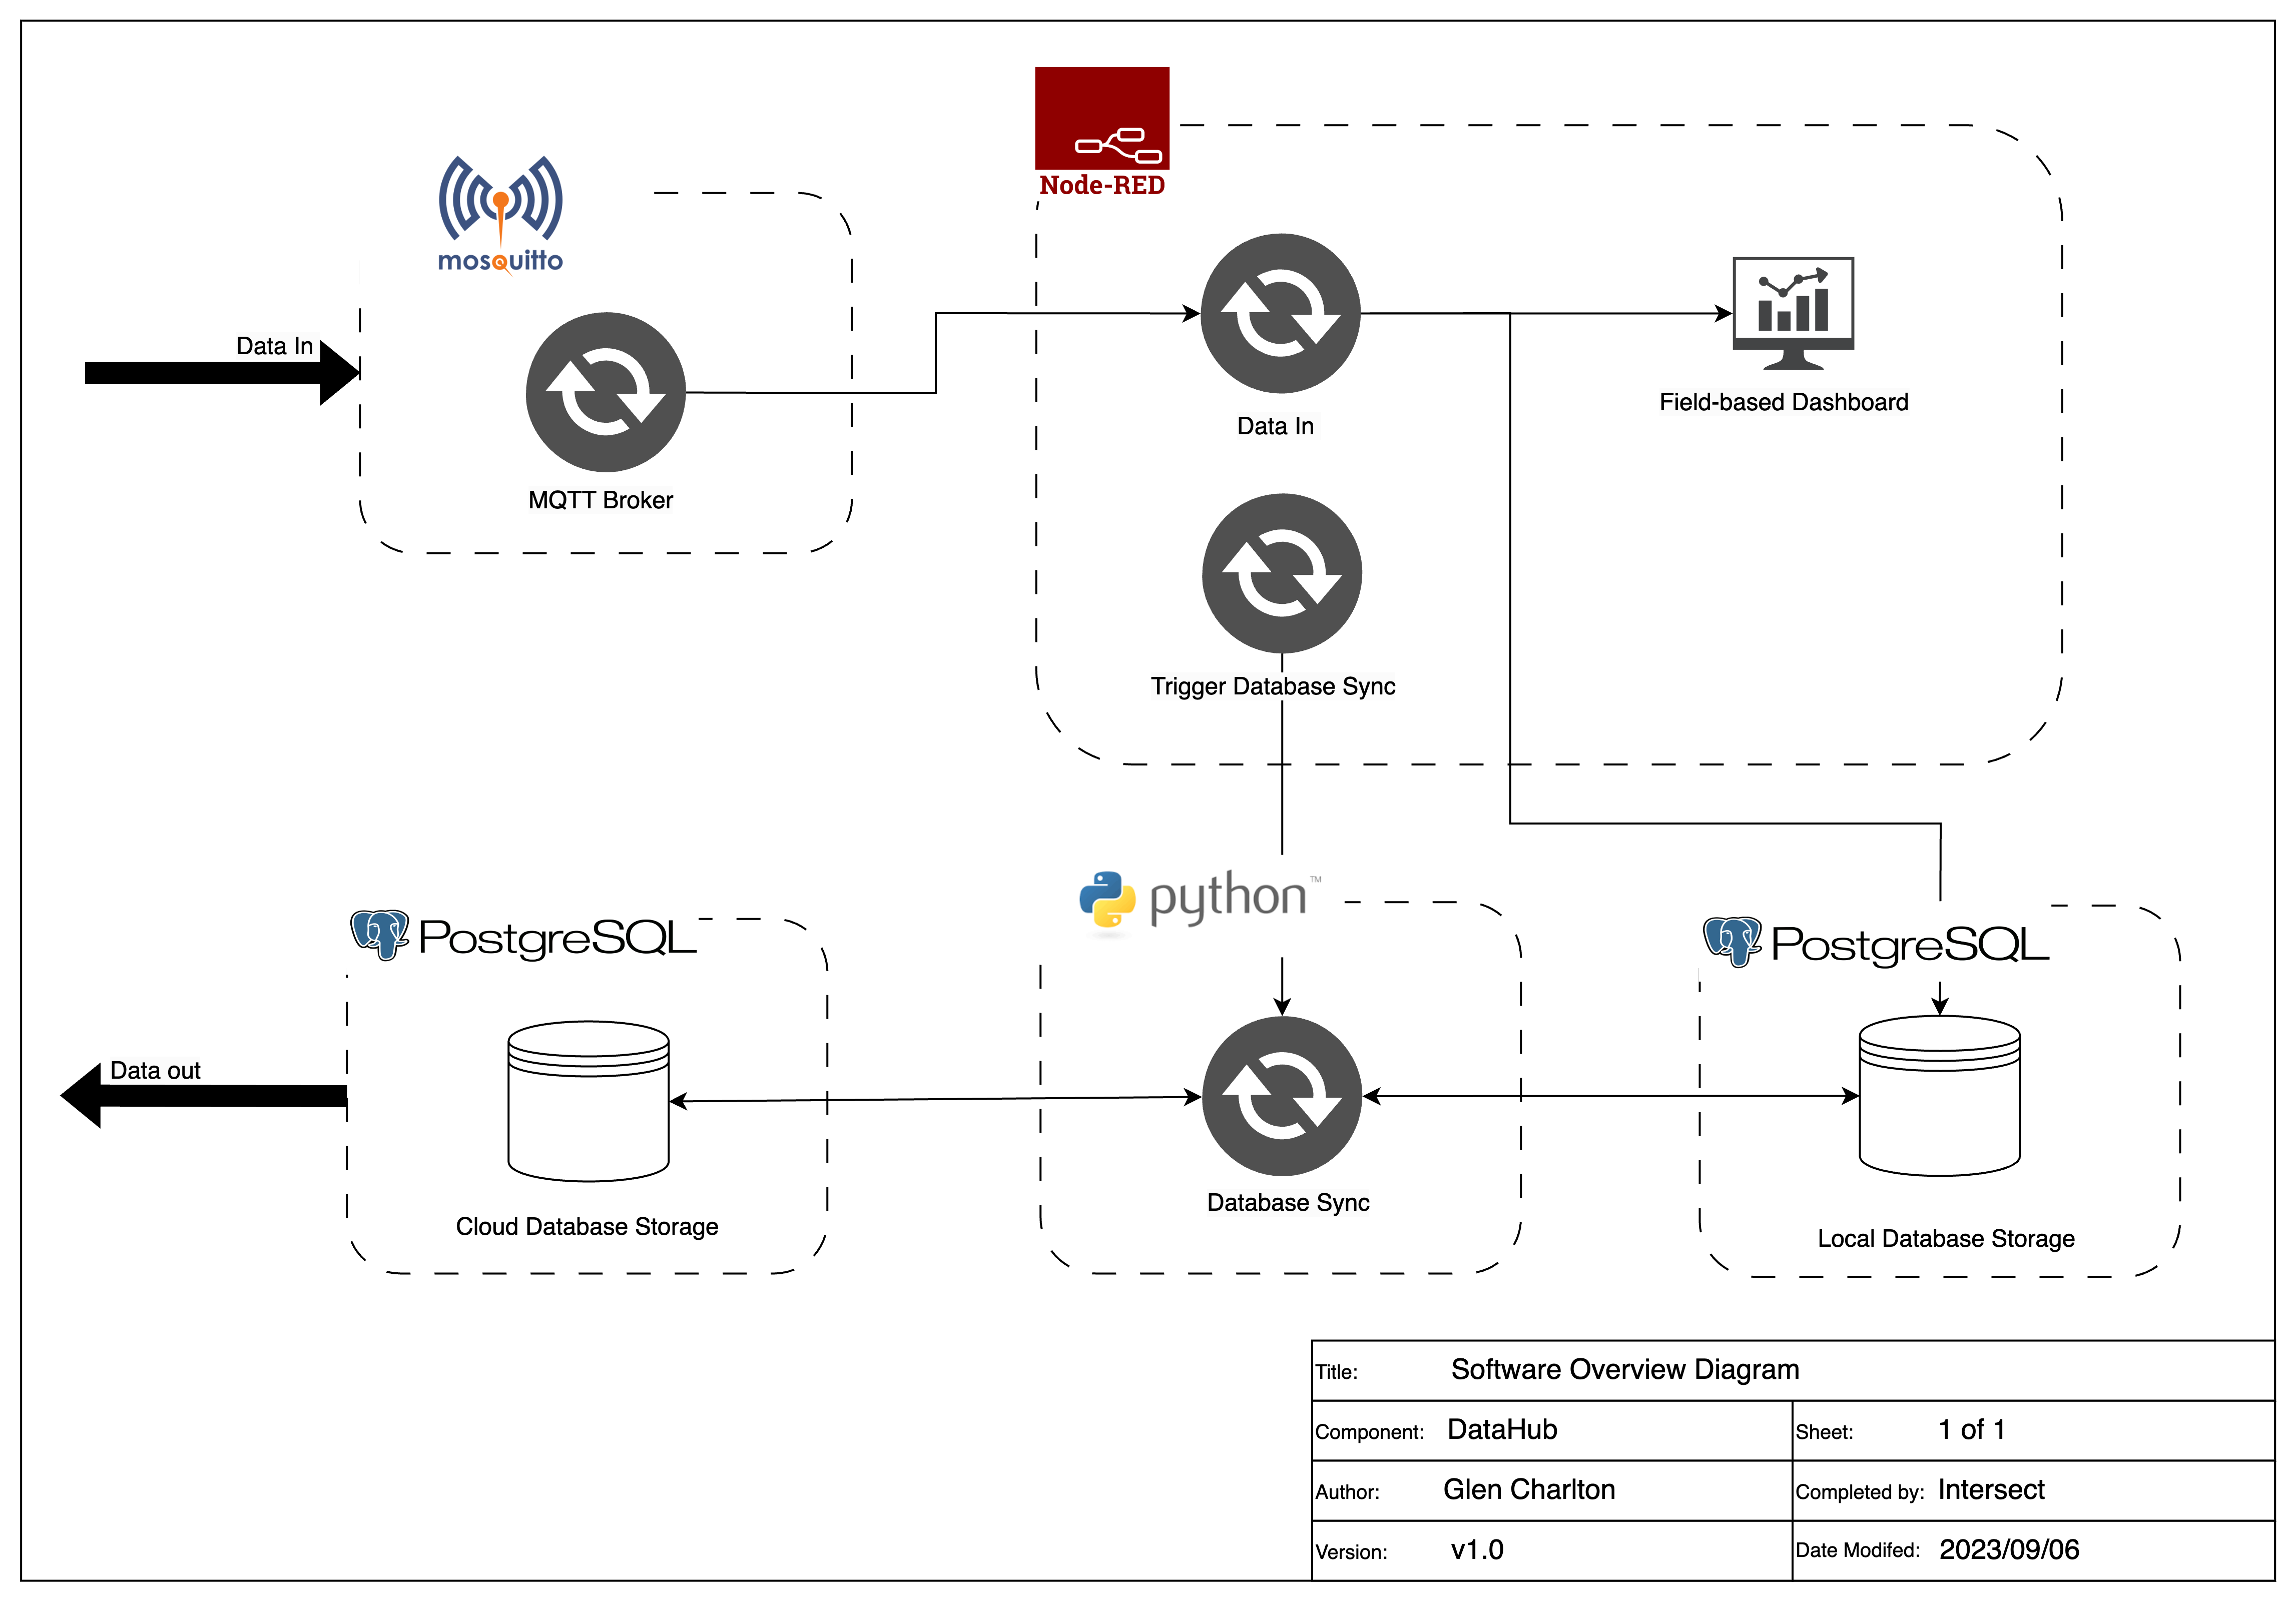 Node-RED
mosquitto
Data In
MQTT Broker
Data In
Field-based Dashboard
Trigger Database Sync
python™
PostgreSQL
PostgreSQL
Data out
Cloud Database Storage
Database Sync
Local Database Storage
Title: Software Overview Diagram
Component: DataHub
Sheet: 1 of 1
Author: Glen Charlton
Completed by: Intersect
Version: v1.0
Date Modifed: 2023/09/06